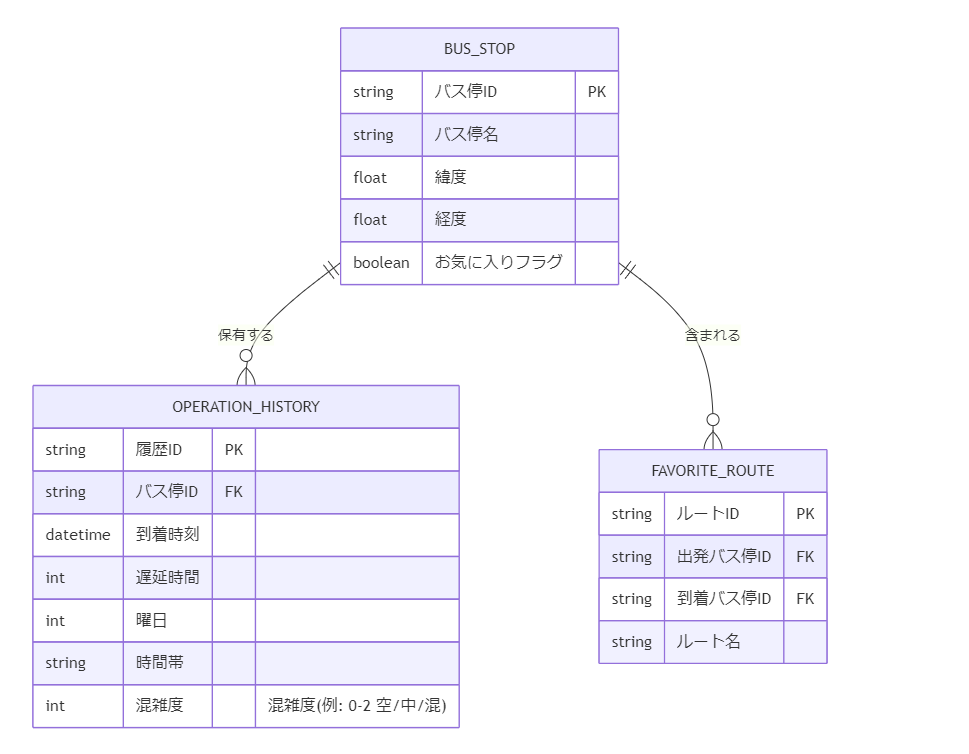 BUS_STOP
string バス停ID PK
string バス停名
float 緯度
float 経度
boolean お気に入りフラグ
保有する
含まれる
OPERATION_HISTORY
string 履歴ID PK
string バス停ID FK
datetime 到着時刻
int 遅延時間
int 曜日
string 時間帯
int 混雑度 混雑度(例: 0-2 空/中/混)
FAVORITE_ROUTE
string ルートID PK
string 出発バス停ID FK
string 到着バス停ID FK
string ルート名